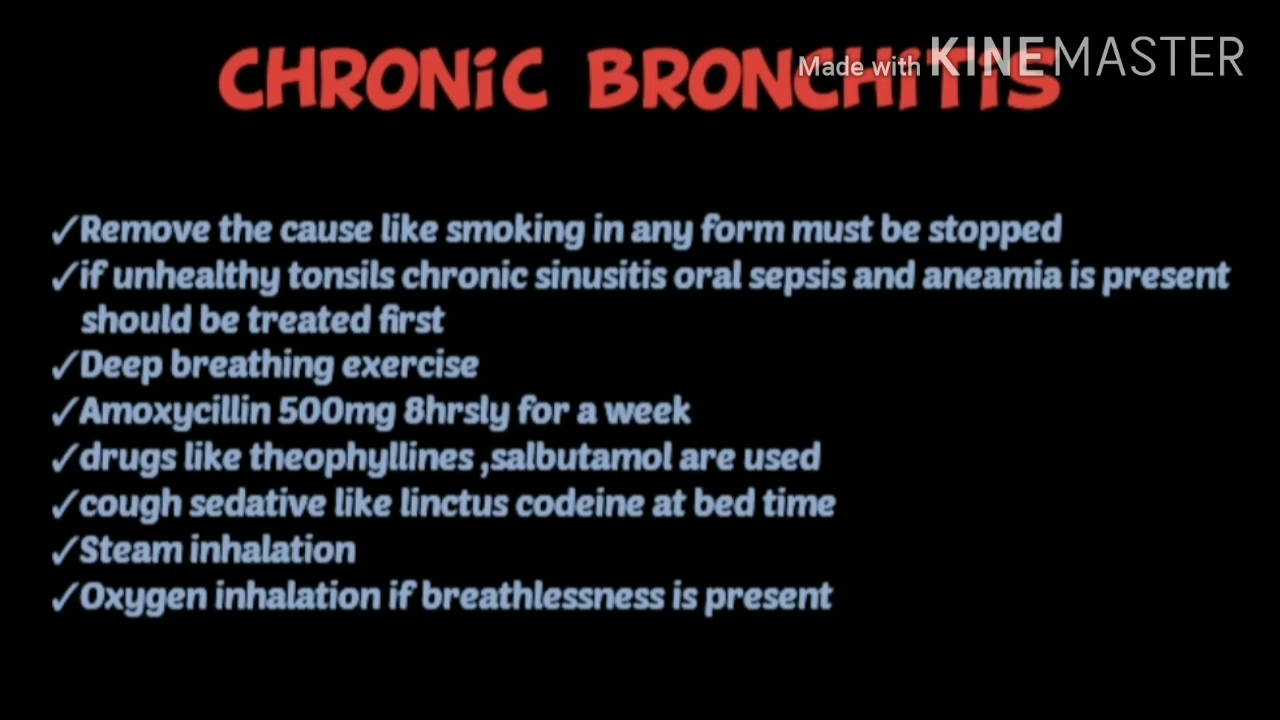 CHRONiC BRONCHiTiS
Made with KINEMASTER
✓Remove the cause like smoking in any form must be stopped
✓if unhealthy tonsils chronic sinusitis oral sepsis and aneamia is present
should be treated first
✓Deep breathing exercise
✓Amoxycillin 500mg 8hrsly for a week
✓drugs like theophyllines ,salbutamol are used
✓cough sedative like linctus codeine at bed time
✓Steam inhalation
✓Oxygen inhalation if breathlessness is present